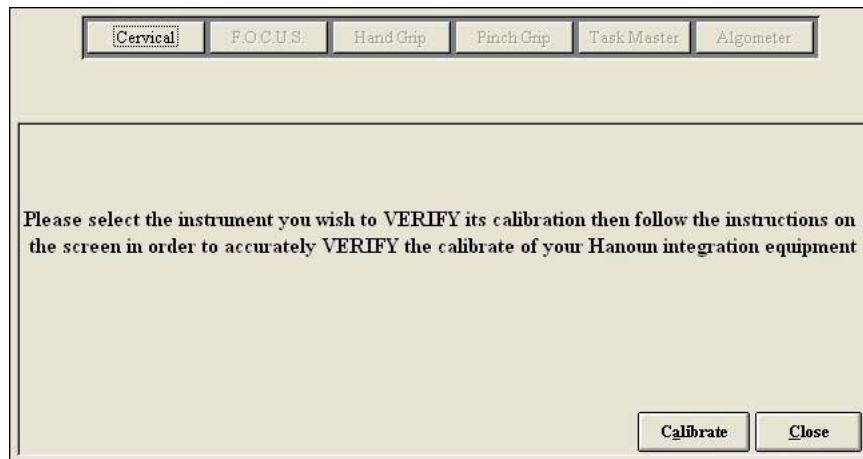 Cervical F.O.C.U.S. Hand Grip Pinch Grip Task Master Algometer
Please select the instrument you wish to VERIFY its calibration then follow the instructions on
the screen in order to accurately VERIFY the calibrate of your Hanoun integration equipment
Calibrate Close